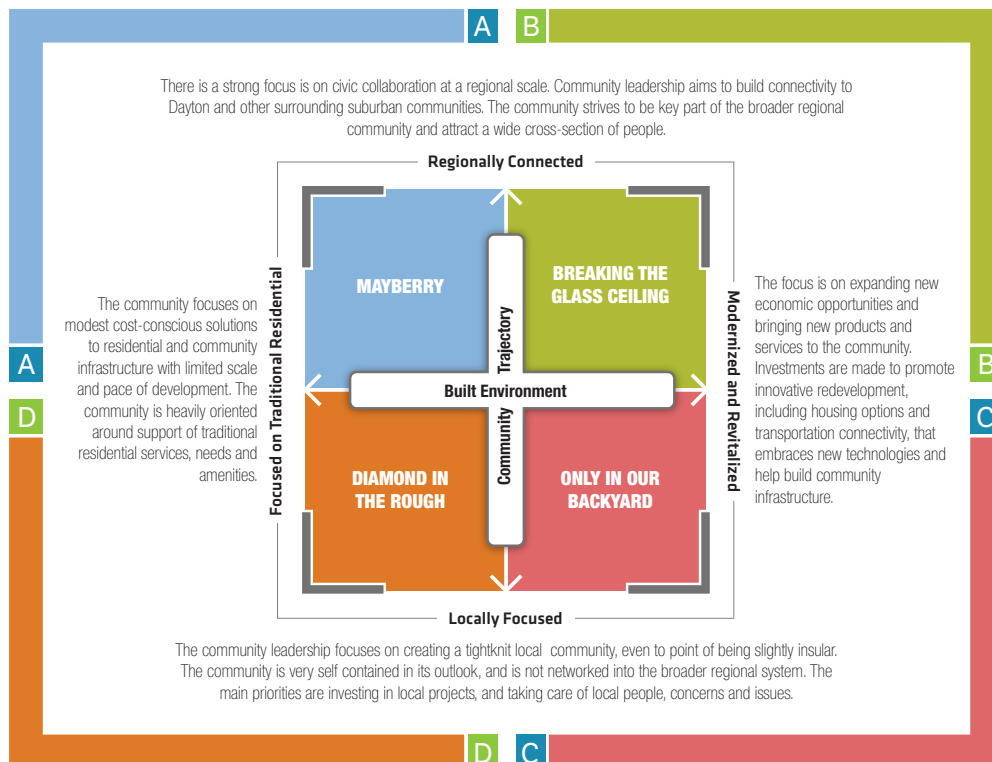 A B
There is a strong focus is on civic collaboration at a regional scale. Community leadership aims to build connectivity to
Dayton and other surrounding suburban communities. The community strives to be key part of the broader regional
community and attract a wide cross-section of people.
Regionally Connected
MAYBERRY
BREAKING THE
GLASS CEILING
Focused on Traditional Residential
The community focuses on
modest cost-conscious solutions
to residential and community
infrastructure with limited scale
and pace of development. The
community is heavily oriented
around support of traditional
residential services, needs and
amenities.
A
D
Community Trajectory
Built Environment
Modernized and Revitalized
The focus is on expanding new
economic opportunities and
bringing new products and
services to the community.
Investments are made to promote
innovative redevelopment,
including housing options and
transportation connectivity, that
embraces new technologies and
help build community
infrastructure.
B
C
DIAMOND IN
THE ROUGH
ONLY IN OUR
BACKYARD
Locally Focused
The community leadership focuses on creating a tightknit local community, even to point of being slightly insular.
The community is very self contained in its outlook, and is not networked into the broader regional system. The
main priorities are investing in local projects, and taking care of local people, concerns and issues.
D C